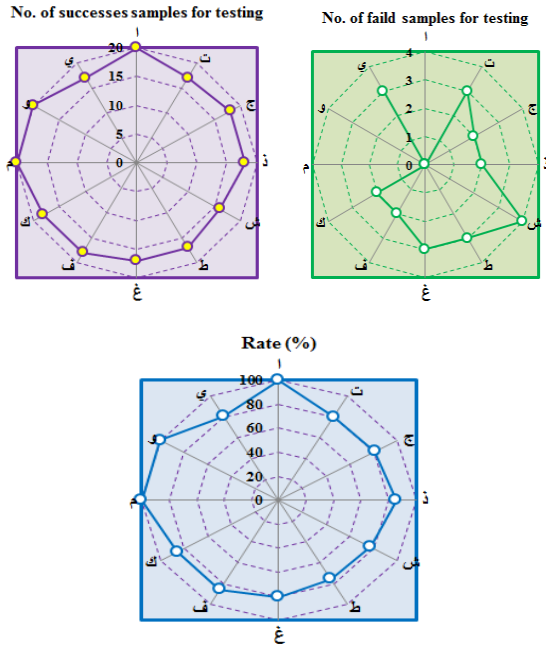 No. of successes samples for testing
ا
ت
ج
ذ
ش
ط
غ
ف
ك
م
و
ي
20
15
10
5
0
No. of faild samples for testing
ا
ت
ج
ذ
ش
ط
غ
ف
ك
م
و
ي
4
3
2
1
0
Rate (%)
ا
ت
ج
ذ
ش
ط
غ
ف
ك
م
و
ي
100
80
60
40
20
0